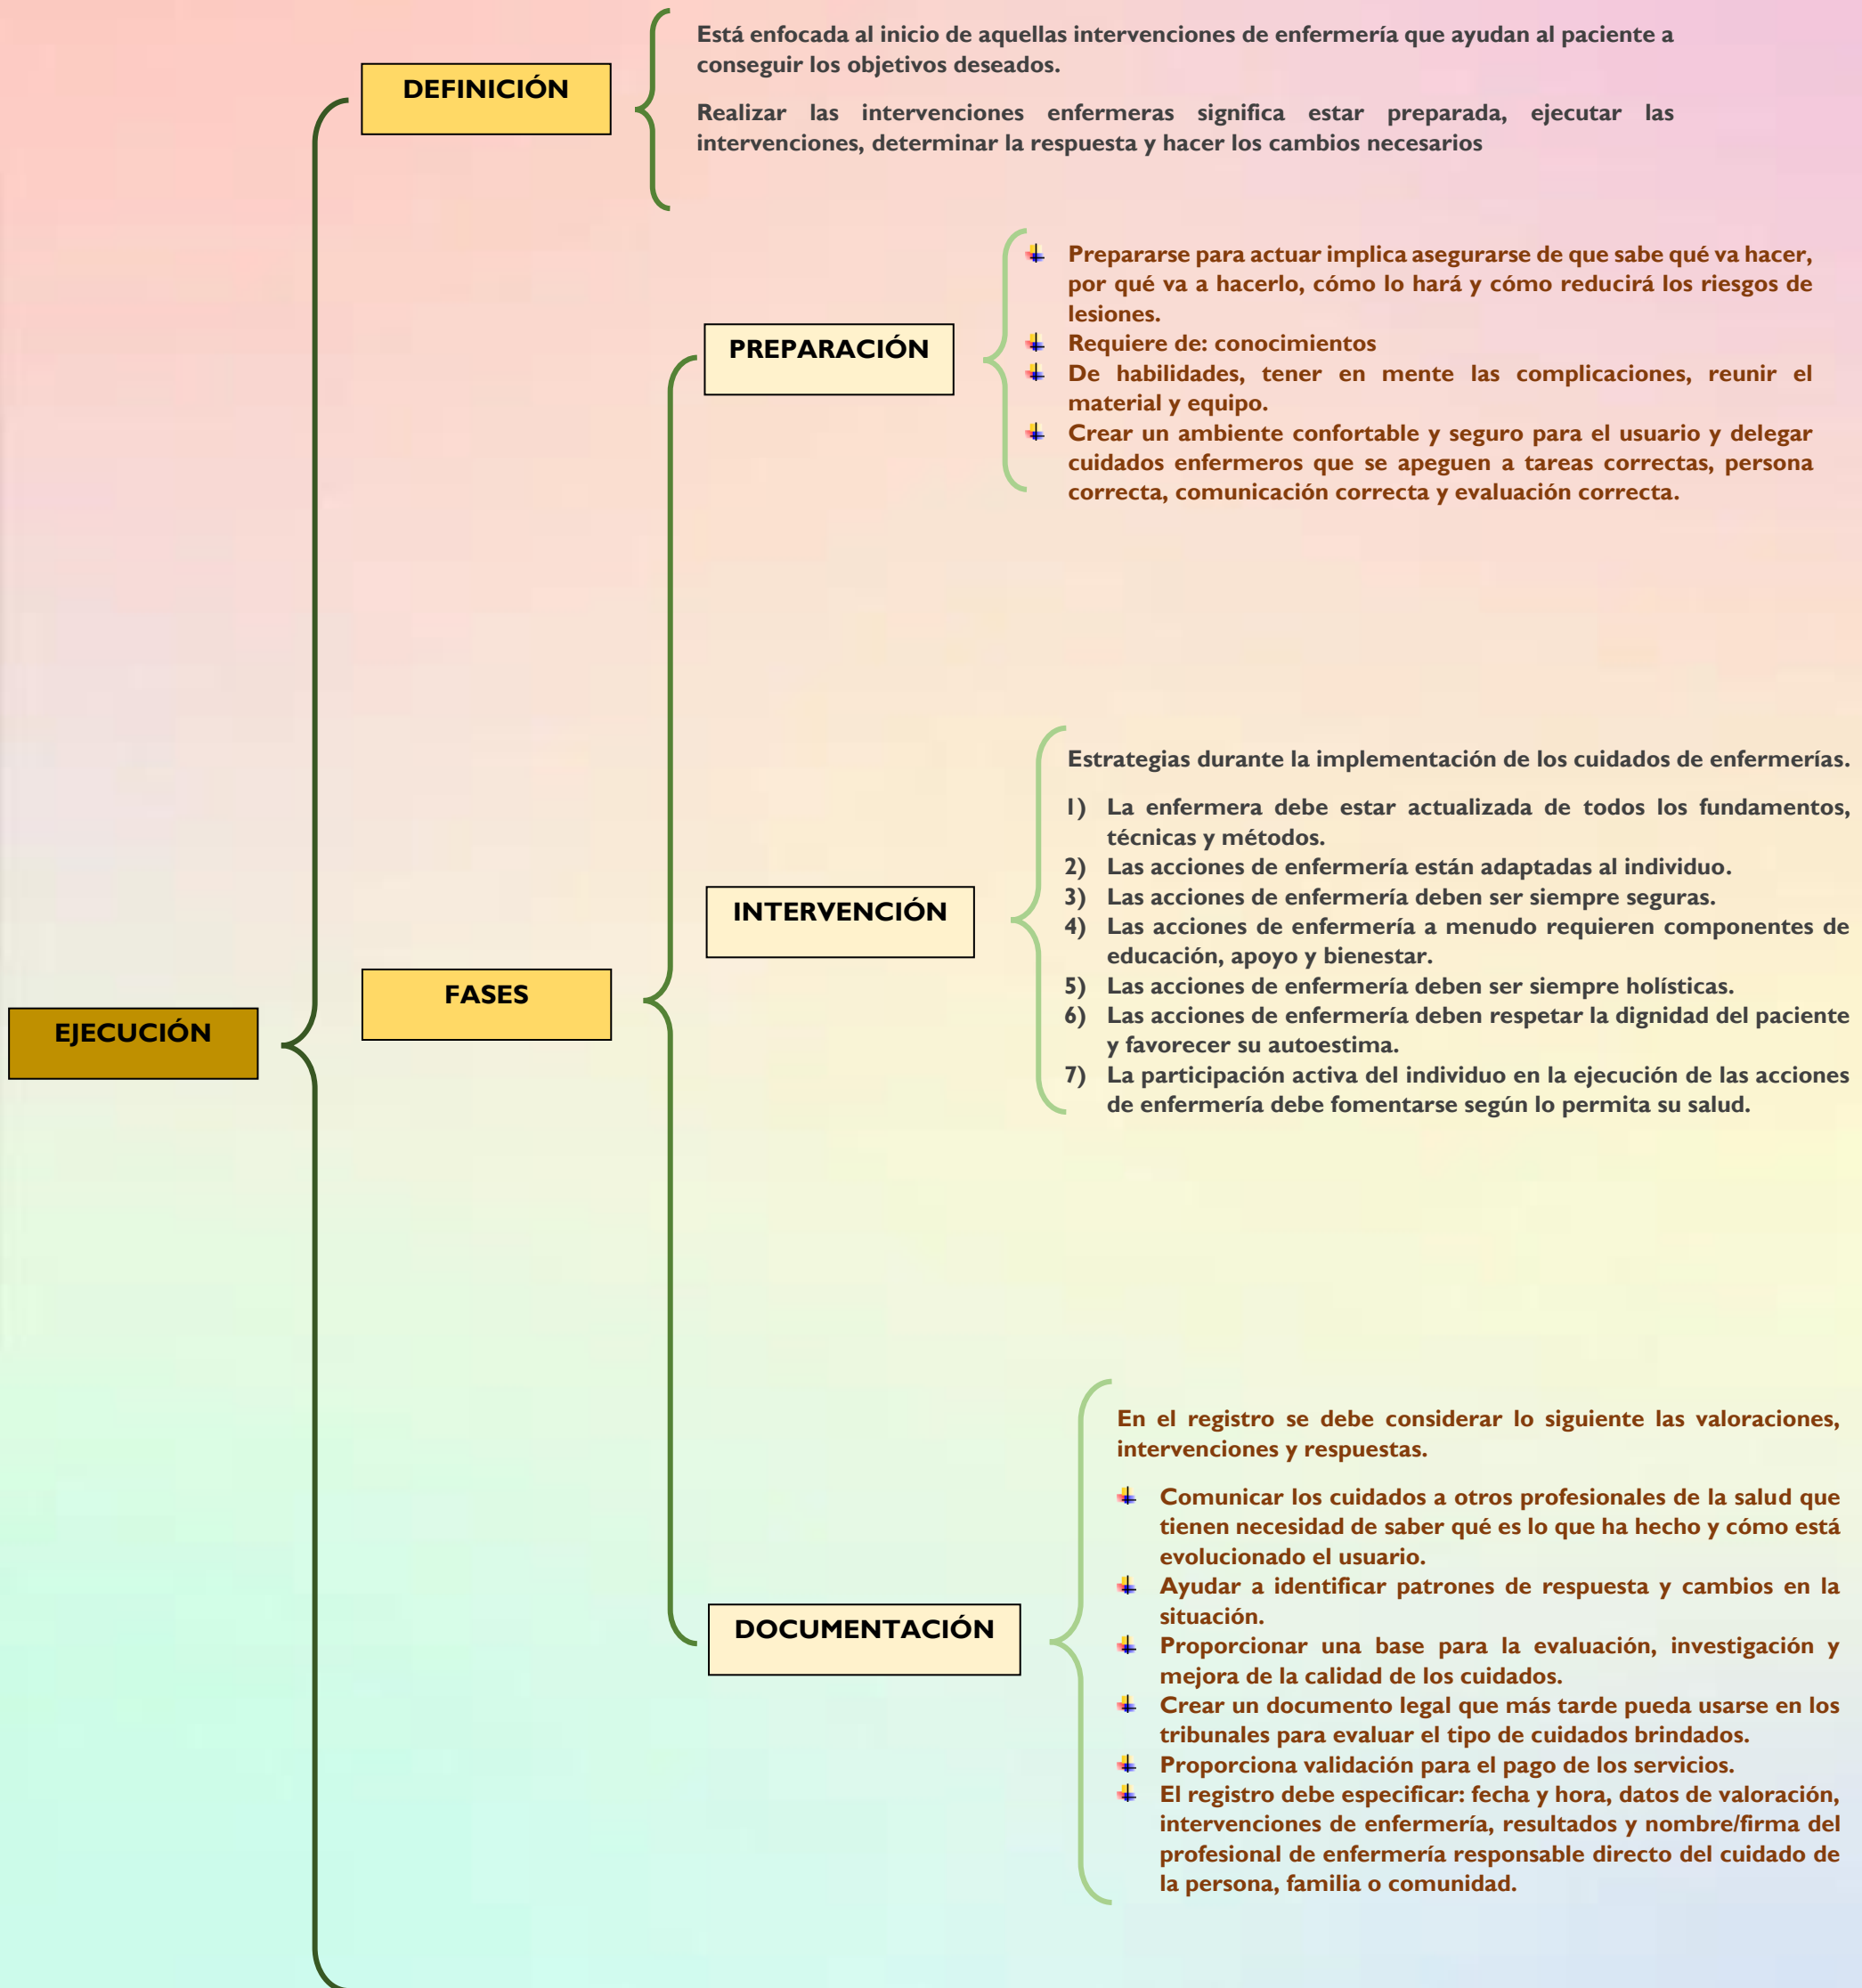 EJECUCIÓN
DEFINICIÓN
Está enfocada al inicio de aquellas intervenciones de enfermería que ayudan al paciente a
conseguir los objetivos deseados.
Realizar las intervenciones enfermeras significa estar preparada, ejecutar las
intervenciones, determinar la respuesta y hacer los cambios necesarios
FASES
PREPARACIÓN
Prepararse para actuar implica asegurarse de que sabe qué va hacer,
por qué va a hacerlo, cómo lo hará y cómo reducirá los riesgos de
lesiones.
Requiere de: conocimientos
De habilidades, tener en mente las complicaciones, reunir el
material y equipo.
Crear un ambiente confortable y seguro para el usuario y delegar
cuidados enfermeros que se apeguen a tareas correctas, persona
correcta, comunicación correcta y evaluación correcta.
INTERVENCIÓN
Estrategias durante la implementación de los cuidados de enfermerías.
1) La enfermera debe estar actualizada de todos los fundamentos,
técnicas y métodos.
2) Las acciones de enfermería están adaptadas al individuo.
3) Las acciones de enfermería deben ser siempre seguras.
4) Las acciones de enfermería a menudo requieren componentes de
educación, apoyo y bienestar.
5) Las acciones de enfermería deben ser siempre holísticas.
6) Las acciones de enfermería deben respetar la dignidad del paciente
y favorecer su autoestima.
7) La participación activa del individuo en la ejecución de las acciones
de enfermería debe fomentarse según lo permita su salud.
DOCUMENTACIÓN
En el registro se debe considerar lo siguiente las valoraciones,
intervenciones y respuestas.
Comunicar los cuidados a otros profesionales de la salud que
tienen necesidad de saber qué es lo que ha hecho y cómo está
evolucionado el usuario.
Ayudar a identificar patrones de respuesta y cambios en la
situación.
Proporcionar una base para la evaluación, investigación y
mejora de la calidad de los cuidados.
Crear un documento legal que más tarde pueda usarse en los
tribunales para evaluar el tipo de cuidados brindados.
Proporciona validación para el pago de los servicios.
El registro debe especificar: fecha y hora, datos de valoración,
intervenciones de enfermería, resultados y nombre/firma del
profesional de enfermería responsable directo del cuidado de
la persona, familia o comunidad.